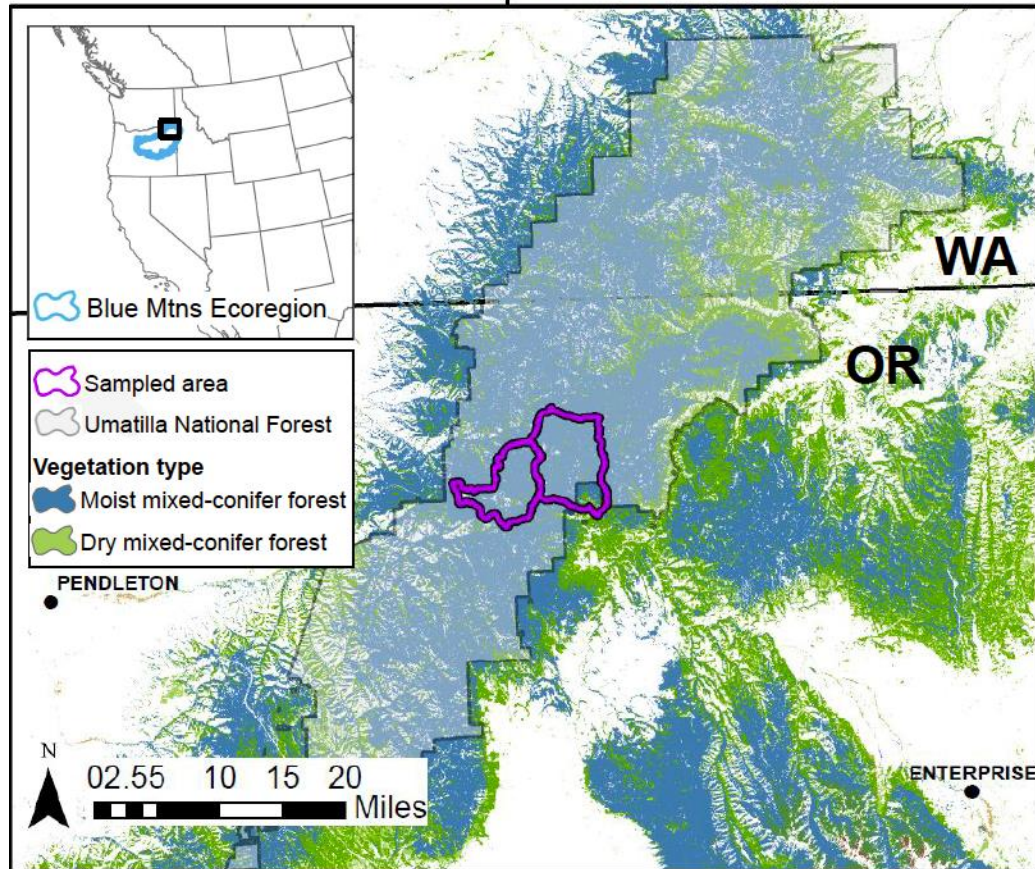 Blue Mtns Ecoregion
Sampled area
Umatilla National Forest
Vegetation type
Moist mixed-conifer forest
Dry mixed-conifer forest
WA
OR
PENDLETON
ENTERPRISE
N
02.55 10 15 20
Miles